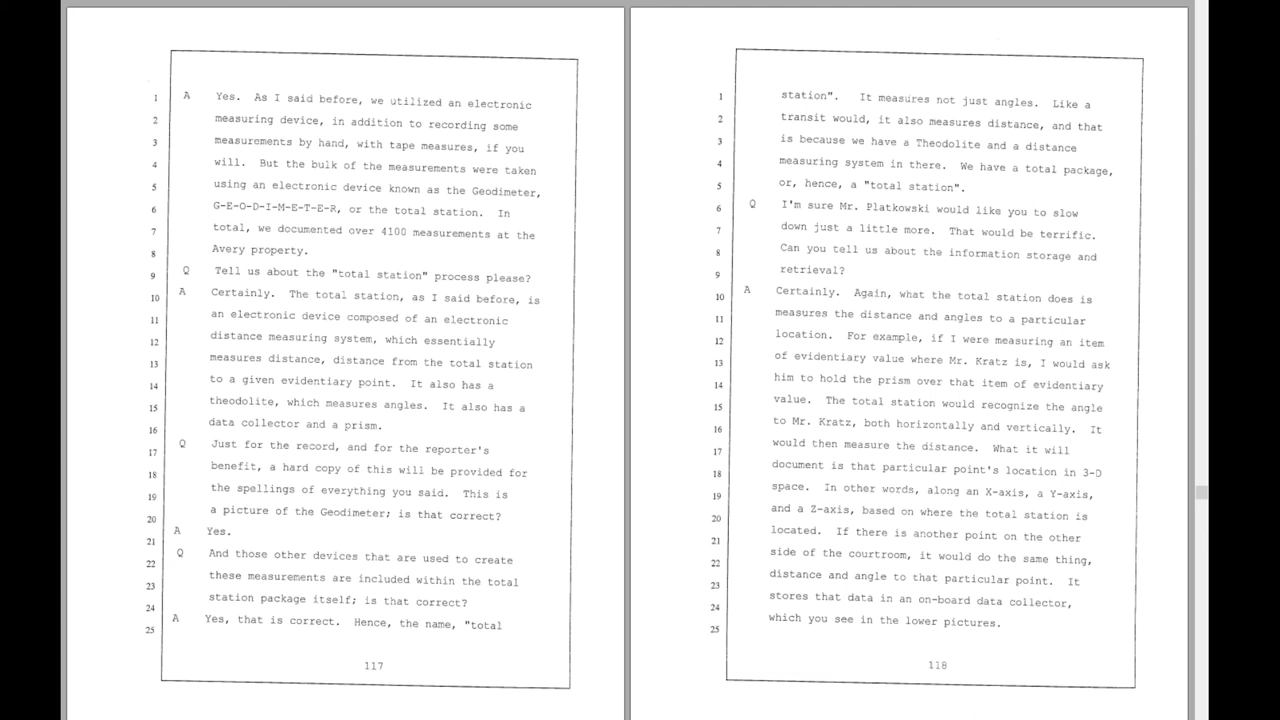 1 A Yes. As I said before, we utilized an electronic
2 measuring device, in addition to recording some
3 measurements by hand, with tape measures, if you
4 will. But the bulk of the measurements were taken
5 using an electronic device known as the Geodimeter,
6 G-E-O-D-I-M-E-T-E-R, or the total station. In
7 total, we documented over 4100 measurements at the
8 Avery property.
9 Q Tell us about the "total station" process please?
10 A Certainly. The total station, as I said before, is
11 an electronic device composed of an electronic
12 distance measuring system, which essentially
13 measures distance, distance from the total station
14 to a given evidentiary point. It also has a
15 theodolite, which measures angles. It also has a
16 data collector and a prism.
17 Q Just for the record, and for the reporter's
18 benefit, a hard copy of this will be provided for
19 the spellings of everything you said. This is
20 a picture of the Geodimeter; is that correct?
21 A Yes.
22 Q And those other devices that are used to create
23 these measurements are included within the total
24 station package itself; is that correct?
25 A Yes, that is correct. Hence, the name, "total
117
1 station". It measures not just angles. Like a
2 transit would, it also measures distance, and that
3 is because we have a Theodolite and a distance
4 measuring system in there. We have a total package,
5 or, hence, a "total station".
6 Q I'm sure Mr. Platkowski would like you to slow
7 down just a little more. That would be terrific.
8 Can you tell us about the information storage and
9 retrieval?
10 A Certainly. Again, what the total station does is
11 measures the distance and angles to a particular
12 location. For example, if I were measuring an item
13 of evidentiary value where Mr. Kratz is, I would ask
14 him to hold the prism over that item of evidentiary
15 value. The total station would recognize the angle
16 to Mr. Kratz, both horizontally and vertically. It
17 would then measure the distance. What it will
18 document is that particular point's location in 3-D
19 space. In other words, along an X-axis, a Y-axis,
20 and a Z-axis, based on where the total station is
21 located. If there is another point on the other
22 side of the courtroom, it would do the same thing,
23 distance and angle to that particular point. It
24 stores that data in an on-board data collector,
25 which you see in the lower pictures.
118